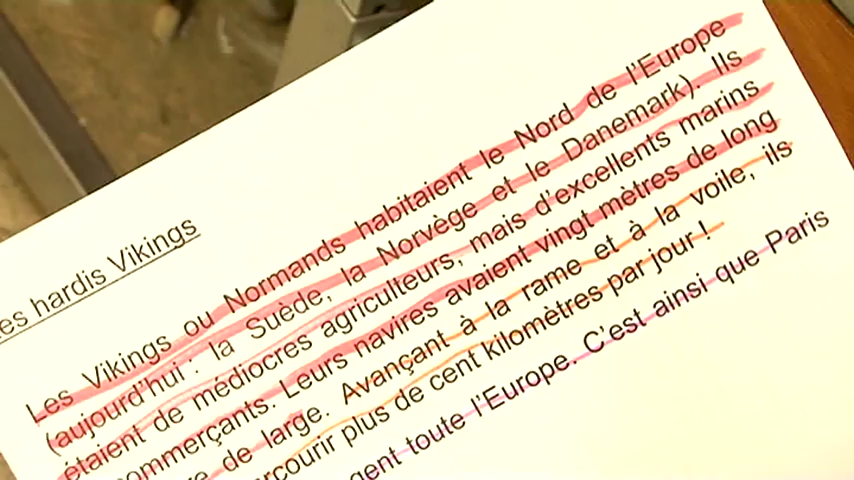 es hardis Vikings
Les Vikings ou Normands habitaient le Nord de l'Europe
(aujourd'hui : la Suède, la Norvège et le Danemark). Ils
étaient de médiocres agriculteurs, mais d'excellents marins
ommerçants. Leurs navires avaient vingt mètres de long
de large. Avançant à la rame et à la voile, ils
rcourir plus de cent kilomètres par jour !
gent toute l'Europe. C'est ainsi que Paris